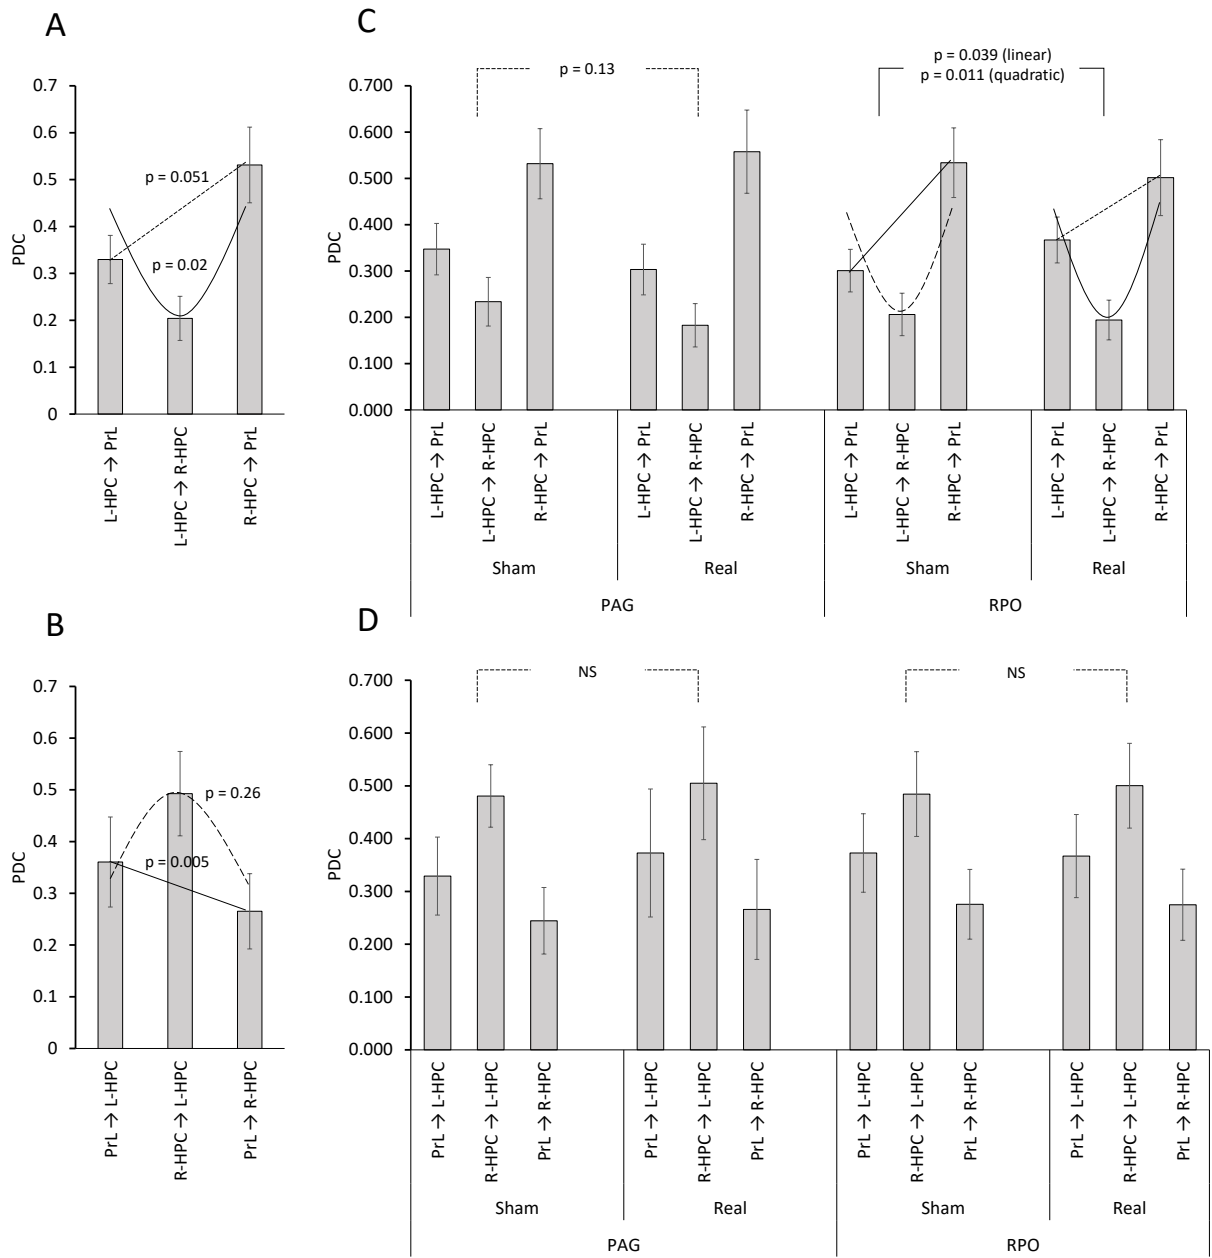 A
PDC
0.7
0.6
0.5
0.4
0.3
0.2
0.1
0
p = 0.051
p = 0.02
L-HPC → PrL
L-HPC → R-HPC
R-HPC → PrL
C
PDC
0.700
0.600
0.500
0.400
0.300
0.200
0.100
0.000
p = 0.13
p = 0.039 (linear)
p = 0.011 (quadratic)
L-HPC → PrL
L-HPC → R-HPC
R-HPC → PrL
L-HPC → PrL
L-HPC → R-HPC
R-HPC → PrL
L-HPC → PrL
L-HPC → R-HPC
R-HPC → PrL
L-HPC → PrL
L-HPC → R-HPC
R-HPC → PrL
Sham
Real
Sham
Real
PAG
RPO
B
PDC
0.7
0.6
0.5
0.4
0.3
0.2
0.1
0
p = 0.26
p = 0.005
PrL → L-HPC
R-HPC → L-HPC
PrL → R-HPC
D
PDC
0.700
0.600
0.500
0.400
0.300
0.200
0.100
0.000
NS
NS
PrL → L-HPC
R-HPC → L-HPC
PrL → R-HPC
PrL → L-HPC
R-HPC → L-HPC
PrL → R-HPC
PrL → L-HPC
R-HPC → L-HPC
PrL → R-HPC
PrL → L-HPC
R-HPC → L-HPC
PrL → R-HPC
Sham
Real
Sham
Real
PAG
RPO